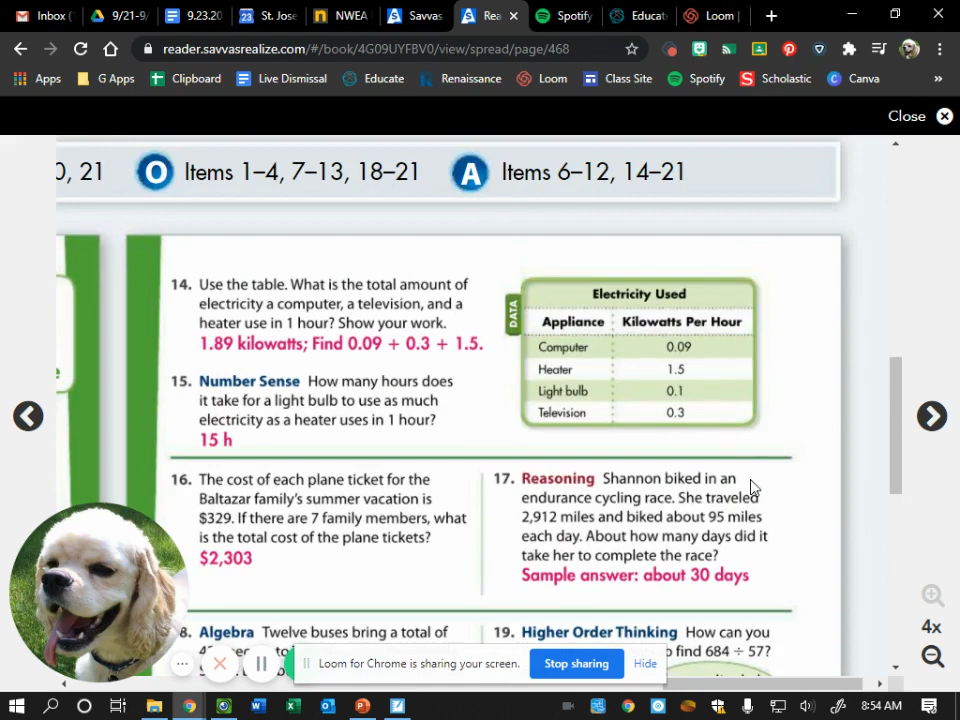 Inbox (
9/21-9/
9.23.20
23
St. Jose
NWEA
Savvas
Rea
Spotify
Educat
Loom |
reader.savvasrealize.com/#/book/4G09UYFBV0/view/spread/page/468
Apps
G Apps
Clipboard
Live Dismissal
Educate
Renaissance
Loom
Class Site
Spotify
Scholastic
Canva
»
Close
0, 21
O Items 1–4, 7–13, 18–21
A Items 6–12, 14–21
14. Use the table. What is the total amount of
electricity a computer, a television, and a
heater use in 1 hour? Show your work.
1.89 kilowatts; Find 0.09 + 0.3 + 1.5.
DATA
Electricity Used
Appliance Kilowatts Per Hour
Computer 0.09
Heater 1.5
Light bulb 0.1
Television 0.3
15. Number Sense How many hours does
it take for a light bulb to use as much
electricity as a heater uses in 1 hour?
15 h
16. The cost of each plane ticket for the
Baltazar family's summer vacation is
$329. If there are 7 family members, what
is the total cost of the plane tickets?
$2,303
17. Reasoning Shannon biked in an
endurance cycling race. She traveled
2,912 miles and biked about 95 miles
each day. About how many days did it
take her to complete the race?
Sample answer: about 30 days
8. Algebra Twelve buses bring a total of
19. Higher Order Thinking How can you
o find 684 ÷ 57?
Loom for Chrome is sharing your screen.
Stop sharing
Hide
4x
8:54 AM